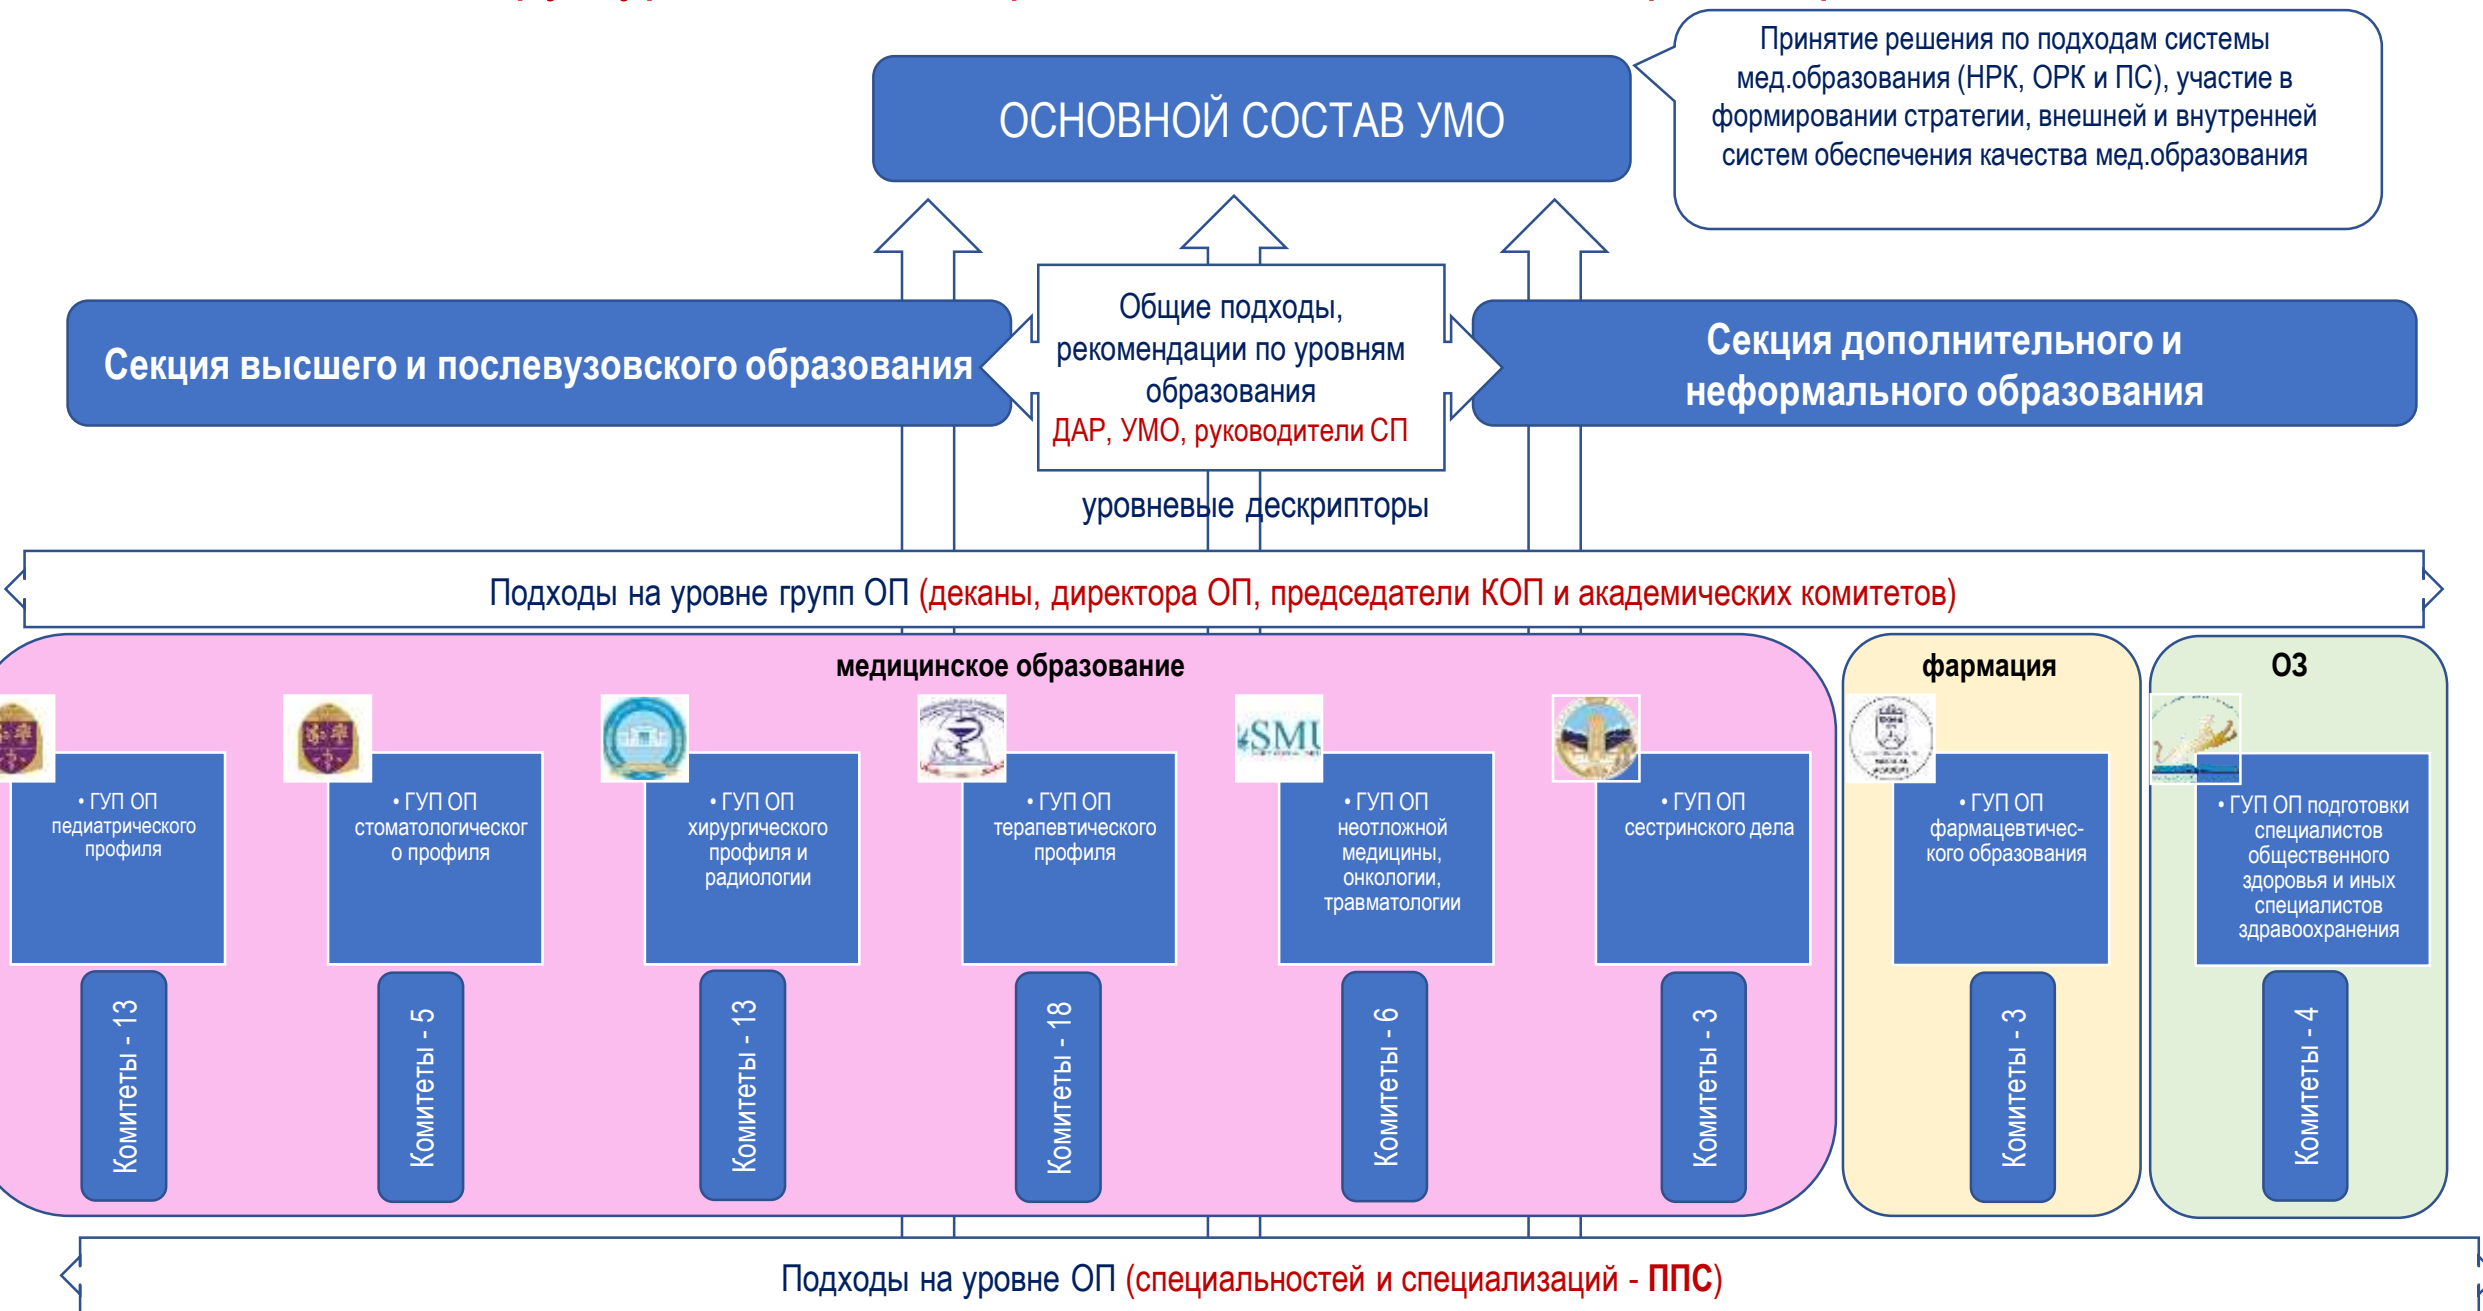 Принятие решения по подходам системы
мед.образования (НРК, ОРК и ПС), участие в
формировании стратегии, внешней и внутренней
систем обеспечения качества мед.образования
ОСНОВНОЙ СОСТАВ УМО
Секция высшего и послевузовского образования
Общие подходы,
рекомендации по уровням
образования
ДАР, УМО, руководители СП
Секция дополнительного и
неформального образования
уровневые дескрипторы
Подходы на уровне групп ОП (деканы, директора ОП, председатели КОП и академических комитетов)
медицинское образование
фармация
ОЗ
SMU
• ГУП ОП
педиатрического
профиля
• ГУП ОП
стоматологическог
о профиля
• ГУП ОП
хирургического
профиля и
радиологии
• ГУП ОП
терапевтического
профиля
• ГУП ОП
неотложной
медицины,
онкологии,
травматологии
• ГУП ОП
сестринского дела
• ГУП ОП
фармацевтичес-
кого образования
• ГУП ОП подготовки
специалистов
общественного
здоровья и иных
специалистов
здравоохранения
Комитеты - 13
Комитеты - 5
Комитеты - 13
Комитеты - 18
Комитеты - 6
Комитеты - 3
Комитеты - 3
Комитеты - 4
Подходы на уровне ОП (специальностей и специализаций - ППС)